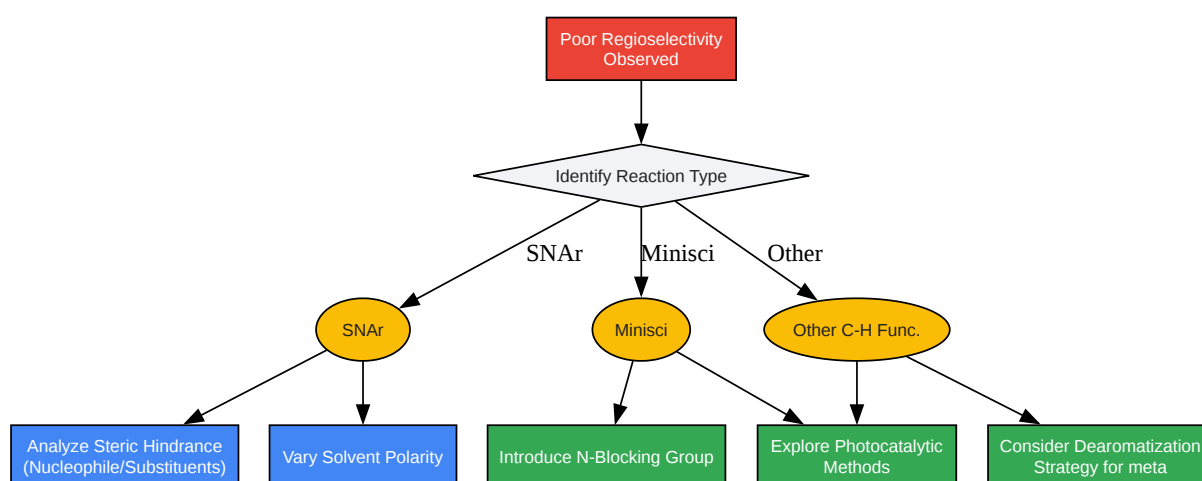 Poor Regioselectivity
Observed
Identify Reaction Type
SNAr
Minisci
Other
SNAr
Minisci
Other C-H Func.
Analyze Steric Hindrance
(Nucleophile/Substituents)
Vary Solvent Polarity
Introduce N-Blocking Group
Explore Photocatalytic
Methods
Consider Dearomatization
Strategy for meta